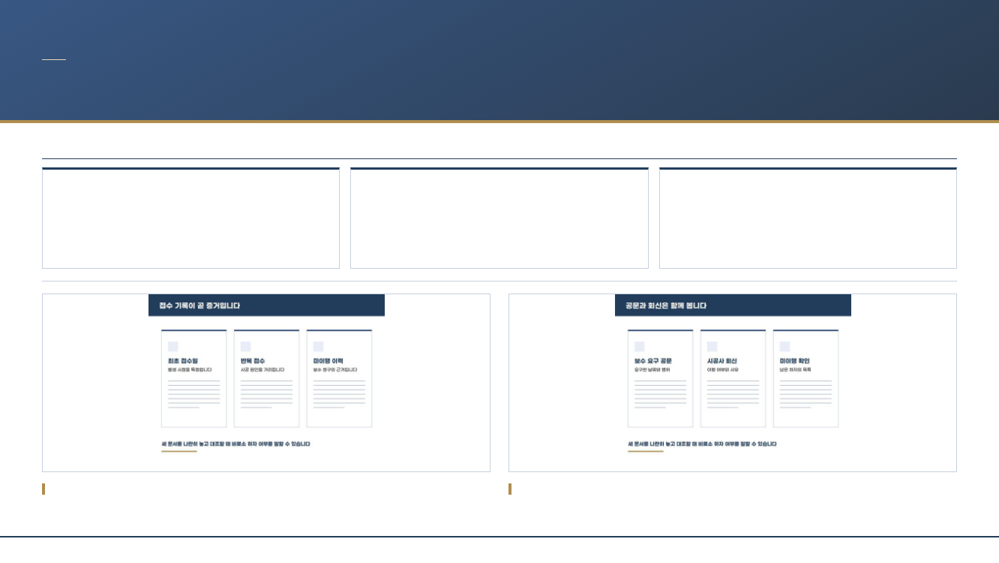 접수 기록이 곧 증거입니다
최초 접수일
발생 시점을 특정합니다
반복 접수
시공 원인을 가리킵니다
미이행 이력
보수 청구의 근거입니다
세 문서를 나란히 놓고 대조할 때 비로소 하자 여부를 말할 수 있습니다
공문과 회신은 함께 봅니다
보수 요구 공문
요구한 날짜와 범위
시공사 회신
이행 여부와 사유
미이행 확인
남은 하자의 목록
세 문서를 나란히 놓고 대조할 때 비로소 하자 여부를 말할 수 있습니다